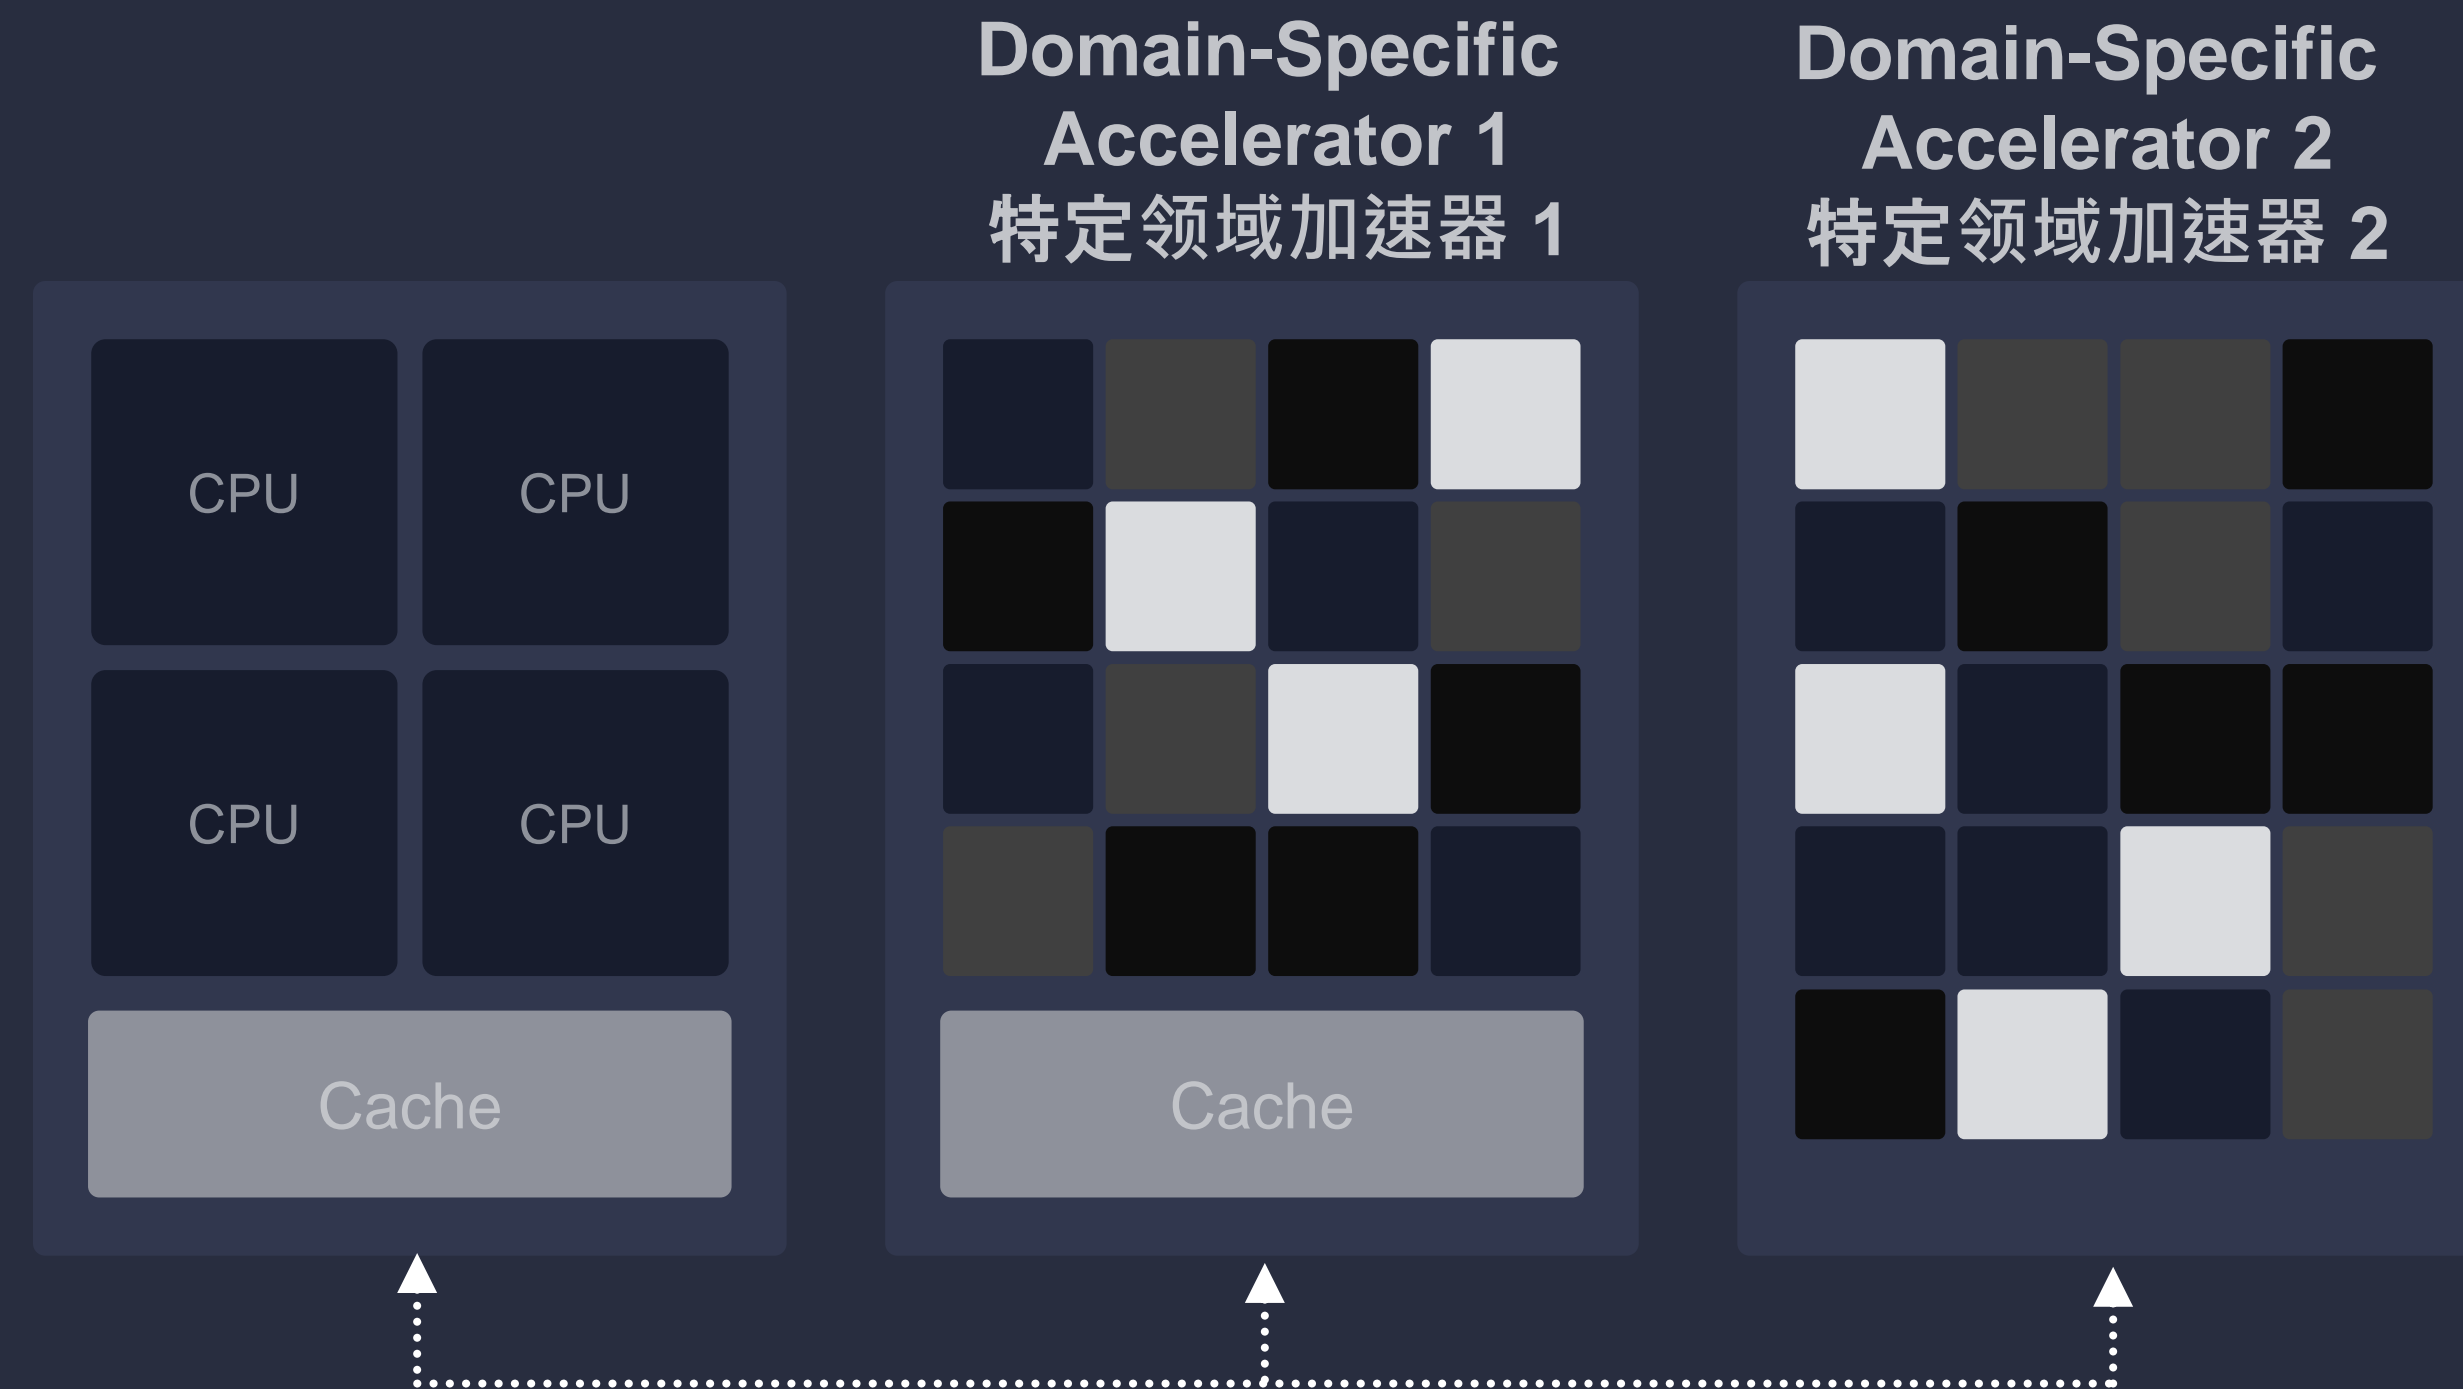 Domain-Specific
Accelerator 1
特定领域加速器 1
Domain-Specific
Accelerator 2
特定领域加速器 2
CPU
CPU
CPU
CPU
Cache
Cache